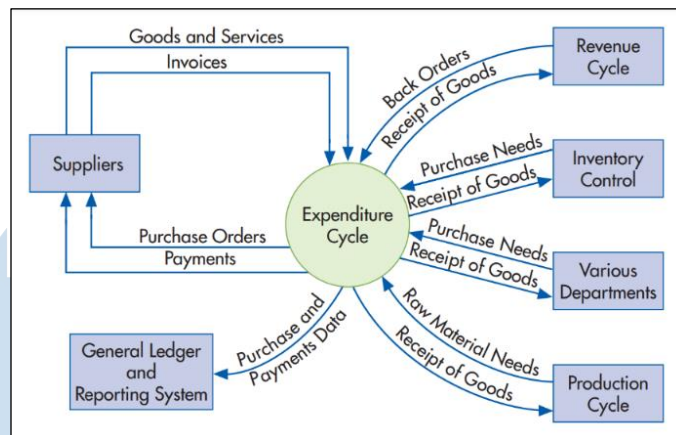 Goods and Services
Invoices
Suppliers
Purchase Orders
Payments
Expenditure
Cycle
Back Orders
Receipt of Goods
Revenue
Cycle
Purchase Needs
Receipt of Goods
Inventory
Control
Purchase Needs
Receipt of Goods
Various
Departments
Raw Material Needs
Receipt of Goods
Production
Cycle
Purchase and
Payments Data
General Ledger
and
Reporting System